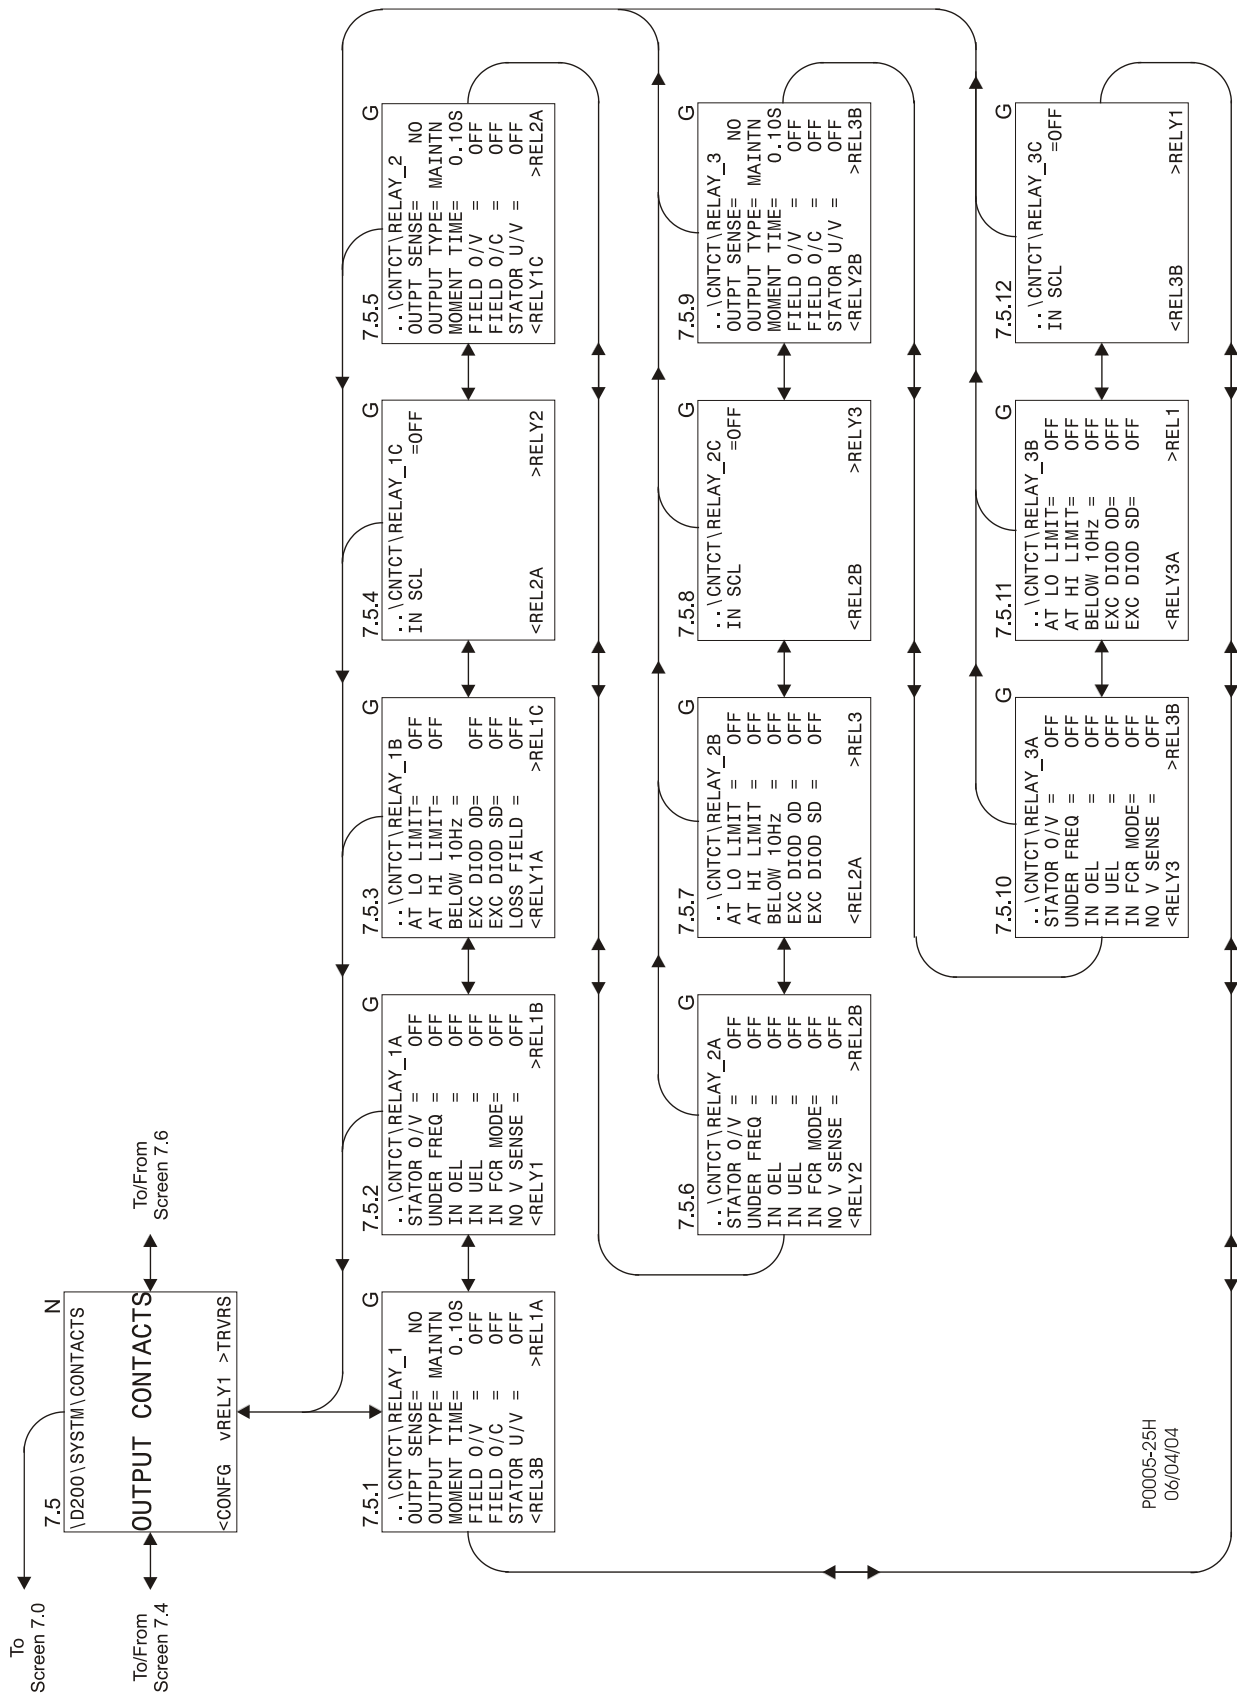 To
Screen 7.0
To/From
Screen 7.4
7.5 N
\D200\SYSTM\CONTACTS
OUTPUT CONTACTS
<CONFG vRELY1 >TRVRS
To/From
Screen 7.6
7.5.1 G
..\CNTCT\RELAY_1
OUTPT SENSE= NO
OUTPUT TYPE= MAINTN
MOMENT TIME= 0.10S
FIELD O/V = OFF
FIELD O/C = OFF
STATOR U/V = OFF
<REL3B >REL1A
7.5.2 G
..\CNTCT\RELAY_1A
STATOR O/V = OFF
UNDER FREQ = OFF
IN OEL = OFF
IN UEL = OFF
IN FCR MODE= OFF
NO V SENSE = OFF
<RELY1 >REL1B
7.5.3 G
..\CNTCT\RELAY_1B
AT LO LIMIT= OFF
AT HI LIMIT= OFF
BELOW 10Hz =
EXC DIOD OD= OFF
EXC DIOD SD= OFF
LOSS FIELD = OFF
<RELY1A >REL1C
7.5.4 G
..\CNTCT\RELAY_1C
IN SCL =OFF
<REL2A >RELY2
7.5.5 G
..\CNTCT\RELAY_2
OUTPT SENSE= NO
OUTPUT TYPE= MAINTN
MOMENT TIME= 0.10S
FIELD O/V = OFF
FIELD O/C = OFF
STATOR U/V = OFF
<RELY1C >REL2A
7.5.6 G
..\CNTCT\RELAY_2A
STATOR O/V = OFF
UNDER FREQ = OFF
IN OEL = OFF
IN UEL = OFF
IN FCR MODE= OFF
NO V SENSE = OFF
<RELY2 >REL2B
7.5.7 G
..\CNTCT\RELAY_2B
AT LO LIMIT = OFF
AT HI LIMIT = OFF
BELOW 10Hz = OFF
EXC DIOD OD = OFF
EXC DIOD SD = OFF
<REL2A >REL3
7.5.8 G
..\CNTCT\RELAY_2C
IN SCL =OFF
<REL2B >RELY3
7.5.9 G
..\CNTCT\RELAY_3
OUTPT SENSE= NO
OUTPUT TYPE= MAINTN
MOMENT TIME= 0.10S
FIELD O/V = OFF
FIELD O/C = OFF
STATOR U/V = OFF
<RELY2B >REL3B
7.5.10 G
..\CNTCT\RELAY_3A
STATOR O/V = OFF
UNDER FREQ = OFF
IN OEL = OFF
IN UEL = OFF
IN FCR MODE= OFF
NO V SENSE = OFF
<RELY3 >REL3B
7.5.11 G
..\CNTCT\RELAY_3B
AT LO LIMIT= OFF
AT HI LIMIT= OFF
BELOW 10Hz = OFF
EXC DIOD OD= OFF
EXC DIOD SD= OFF
<RELY3A >REL1
7.5.12 G
..\CNTCT\RELAY_3C
IN SCL =OFF
<REL3B >RELY1
P0005-25H
06/04/04